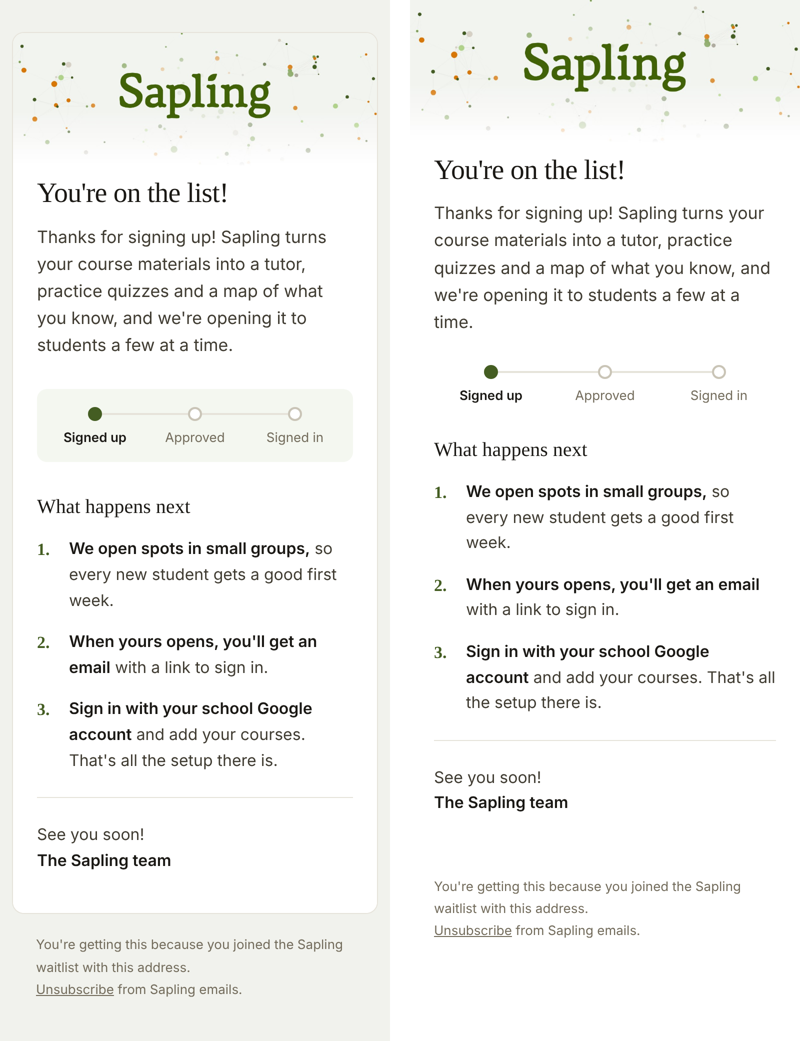 Sapling
You're on the list!
Thanks for signing up! Sapling turns
your course materials into a tutor,
practice quizzes and a map of what
you know, and we're opening it to
students a few at a time.
Signed up
Approved
Signed in
What happens next
1. We open spots in small groups, so
every new student gets a good first
week.
2. When yours opens, you'll get an
email with a link to sign in.
3. Sign in with your school Google
account and add your courses.
That's all the setup there is.
See you soon!
The Sapling team
You're getting this because you joined the Sapling
waitlist with this address.
Unsubscribe from Sapling emails.
Sapling
You're on the list!
Thanks for signing up! Sapling turns your
course materials into a tutor, practice
quizzes and a map of what you know, and
we're opening it to students a few at a
time.
Signed up
Approved
Signed in
What happens next
1. We open spots in small groups, so
every new student gets a good first
week.
2. When yours opens, you'll get an email
with a link to sign in.
3. Sign in with your school Google
account and add your courses. That's all
the setup there is.
See you soon!
The Sapling team
You're getting this because you joined the Sapling
waitlist with this address.
Unsubscribe from Sapling emails.